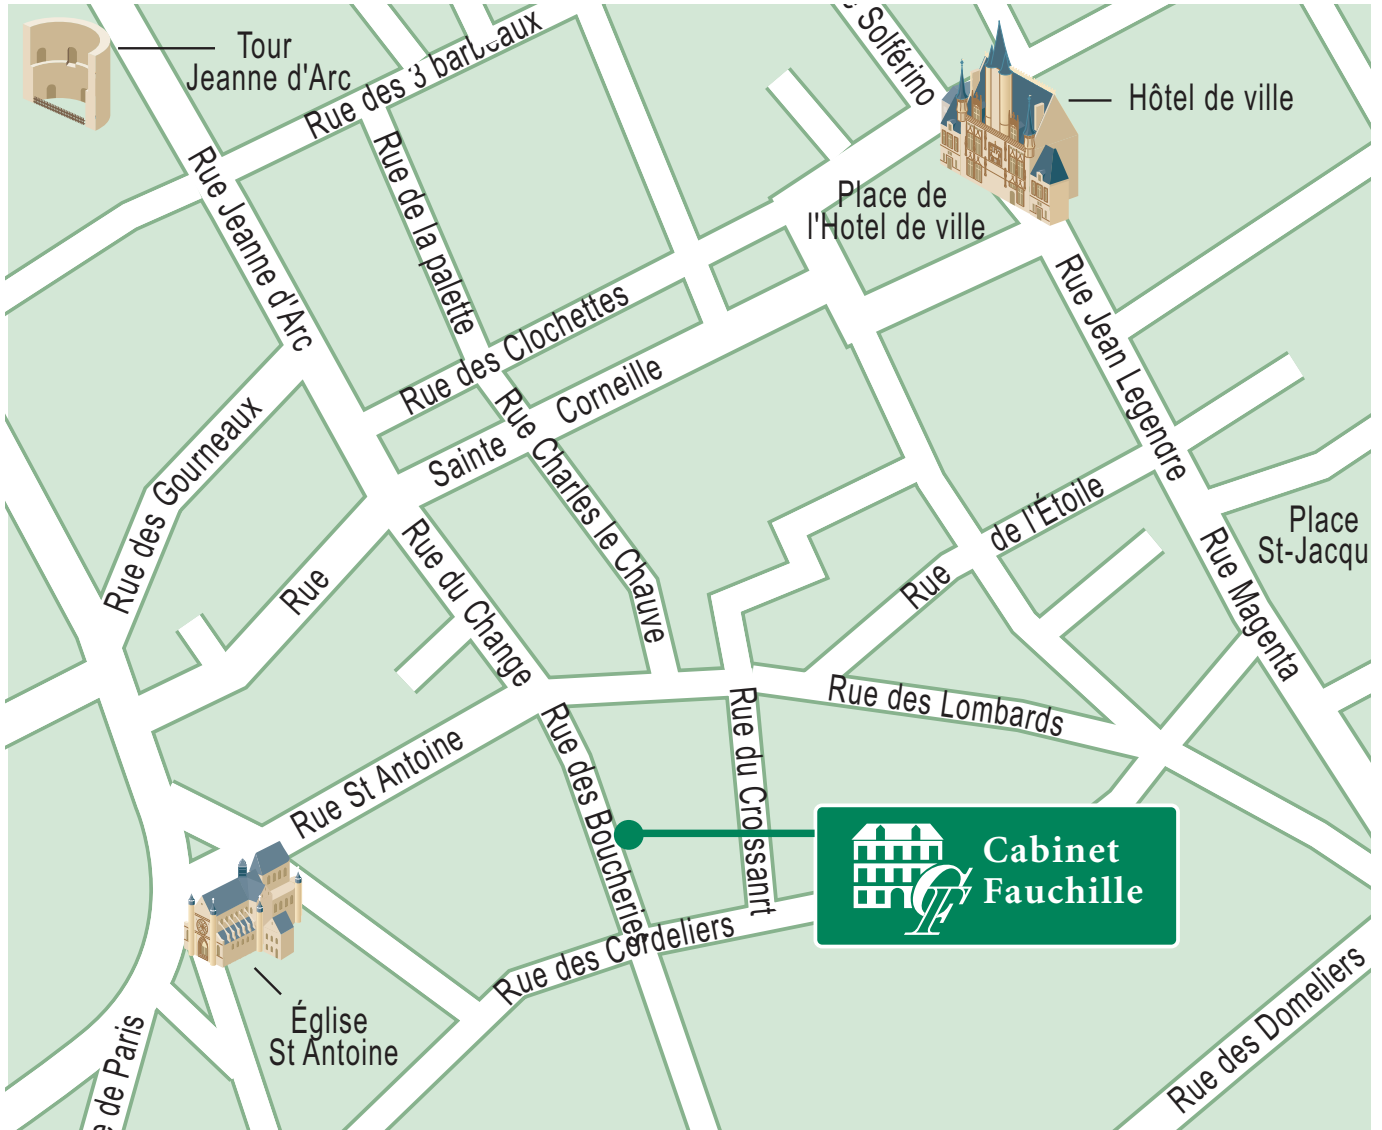 Tour
Jeanne d'Arc
Rue des 3 barbeaux
Solférino
Hôtel de ville
Rue Jeanne d'Arc
Rue de la palette
Place de
l'Hotel de ville
Rue des Clochettes
Rue Jean Legendre
Sainte Corneille
Rue Charles le Chauve
Rue des Gourneaux
Rue
Rue du Change
Rue de l'Étoile
Place
St-Jacqu
Rue Magenta
Rue des Lombards
Rue St Antoine
Rue des Boucheries
Rue du Croissanrt
Cabinet
Fauchille
CF
Rue des Cordeliers
Église
St Antoine
e de Paris
Rue des Domeliers